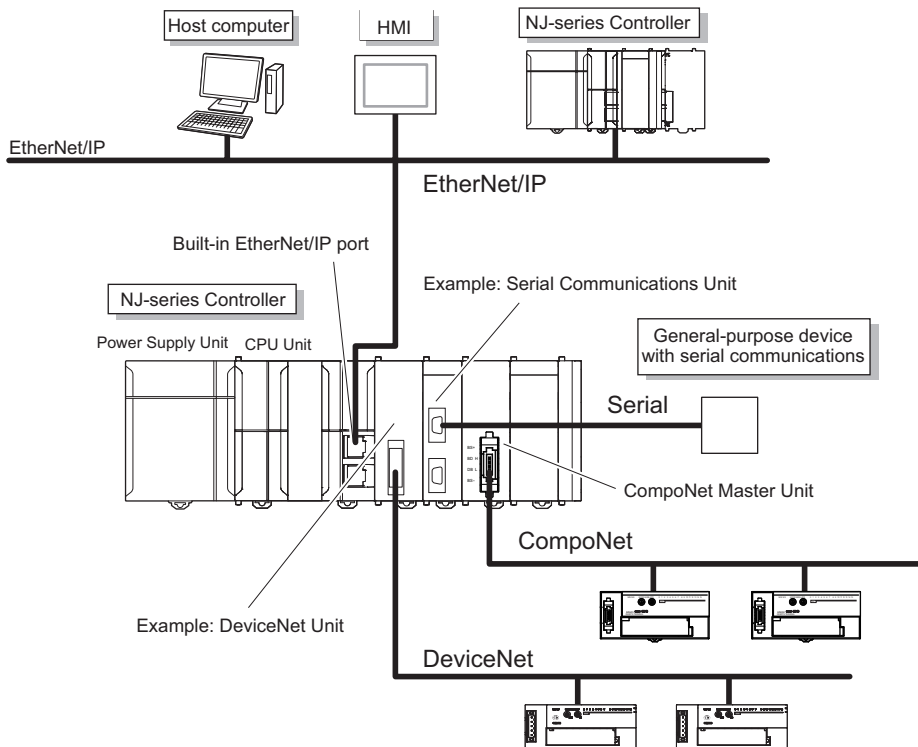 Host computer
HMI
NJ-series Controller
EtherNet/IP
EtherNet/IP
Built-in EtherNet/IP port
Example: Serial Communications Unit
NJ-series Controller
Power Supply Unit
CPU Unit
General-purpose device
with serial communications
Serial
CompoNet Master Unit
CompoNet
Example: DeviceNet Unit
DeviceNet